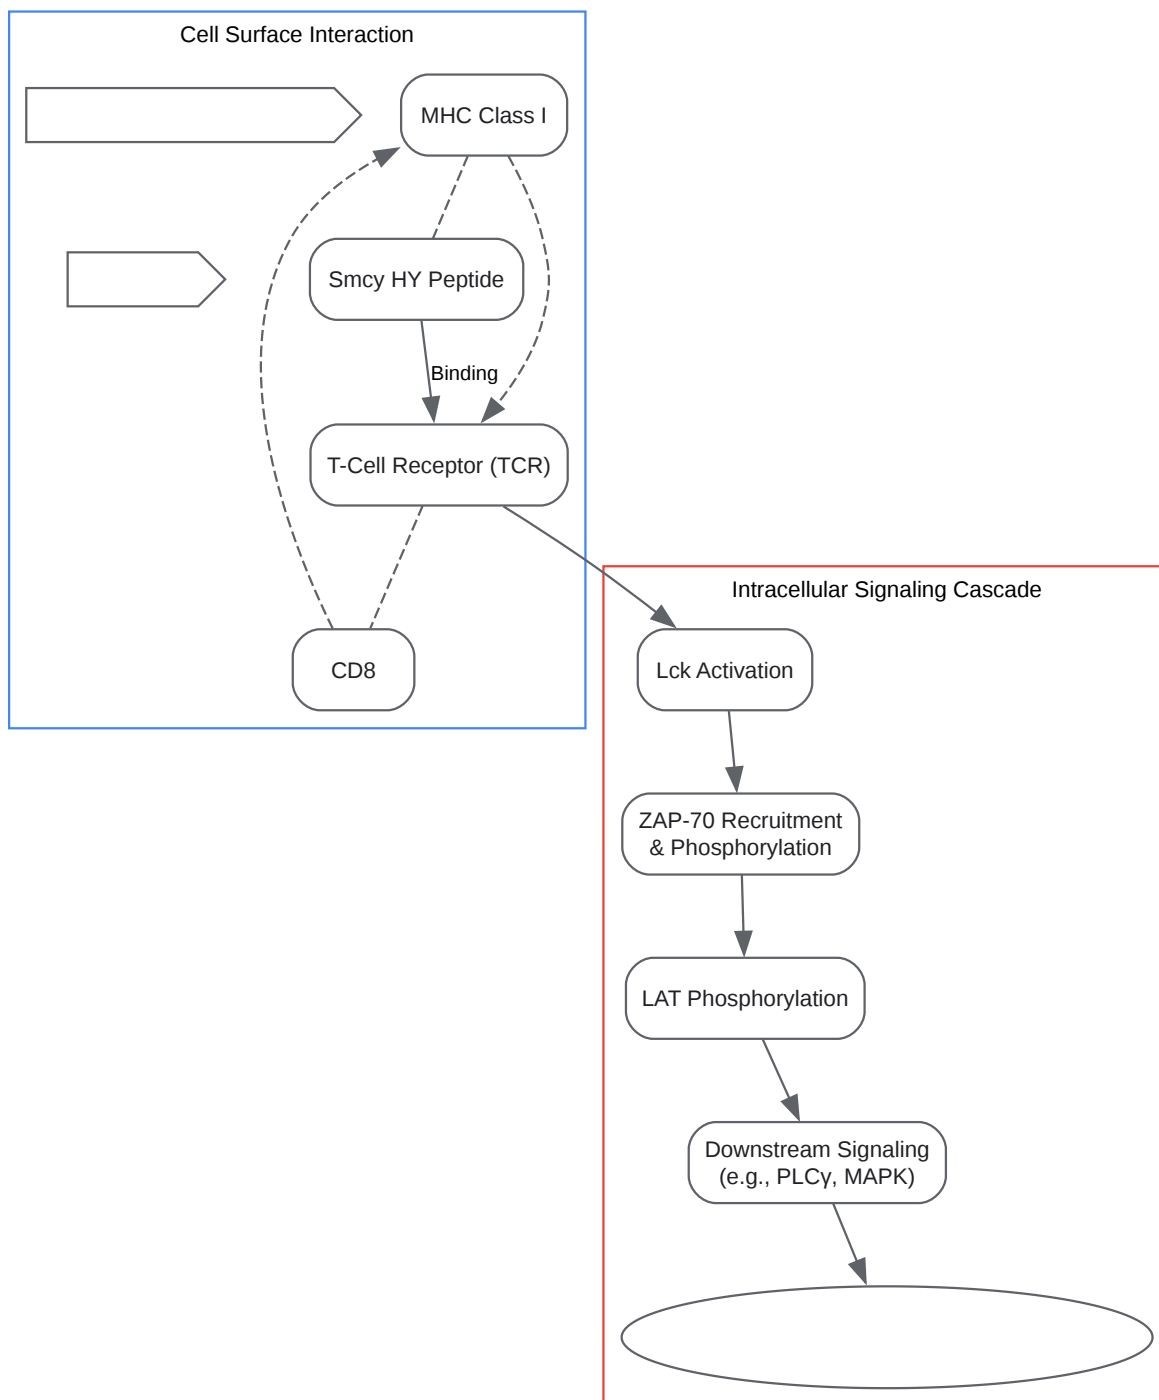 Cell Surface Interaction
MHC Class I
Smcy HY Peptide
Binding
T-Cell Receptor (TCR)
CD8
Intracellular Signaling Cascade
Lck Activation
ZAP-70 Recruitment
& Phosphorylation
LAT Phosphorylation
Downstream Signaling
(e.g., PLCγ, MAPK)